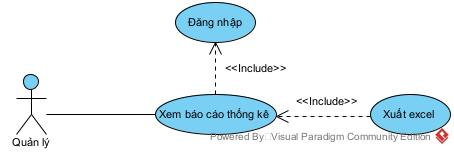 Đăng nhập
<<Include>>
<<Include>>
Xem báo cáo thống kê
Xuất excel
Quản lý
Powered By Visual Paradigm Community Edition